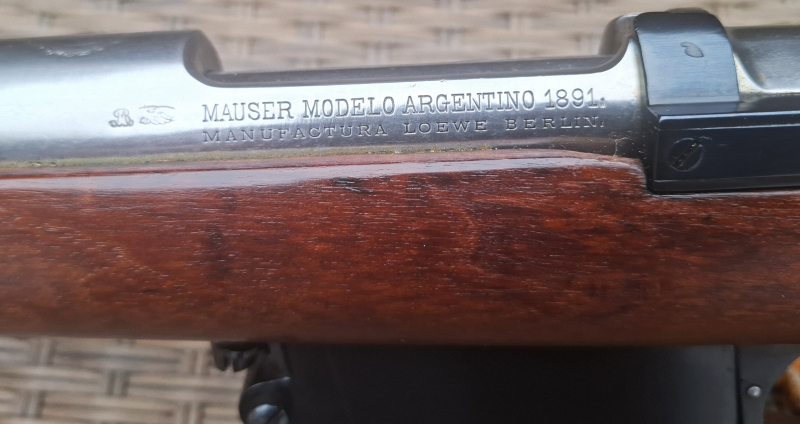 MAUSER MODELO ARGENTINO 1891.
MANUFACTURA LOEWE BERLIN.